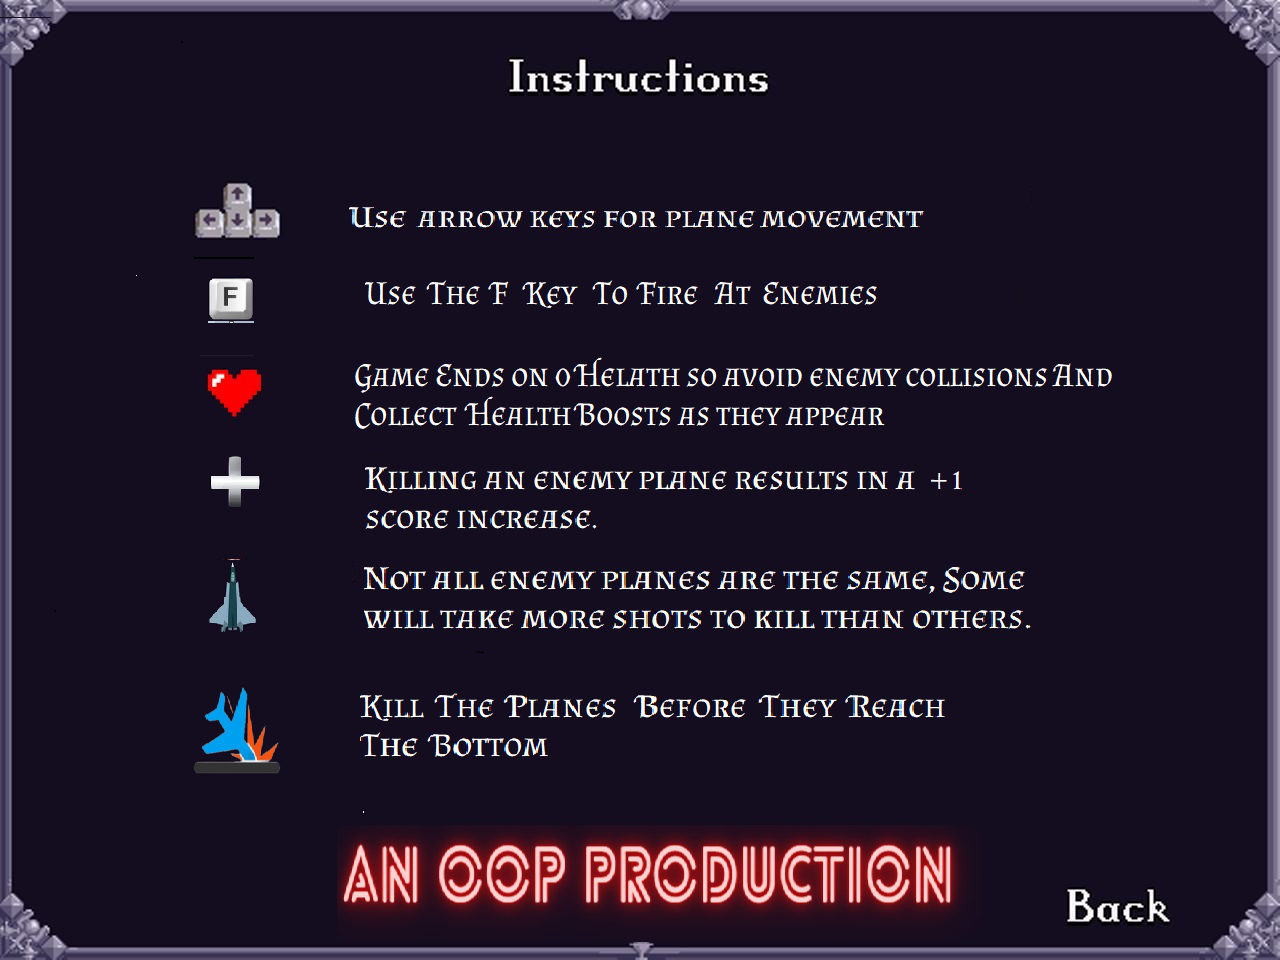 Instructions
Use arrow keys for plane movement
F
Use The F Key To Fire At Enemies
Game Ends on 0 Helath so avoid enemy collisions And
Collect Health Boosts as they appear
Killing an enemy plane results in a +1
score increase.
Not all enemy planes are the same, Some
will take more shots to kill than others.
Kill The Planes Before They Reach
The Bottom
AN OOP PRODUCTION
Back